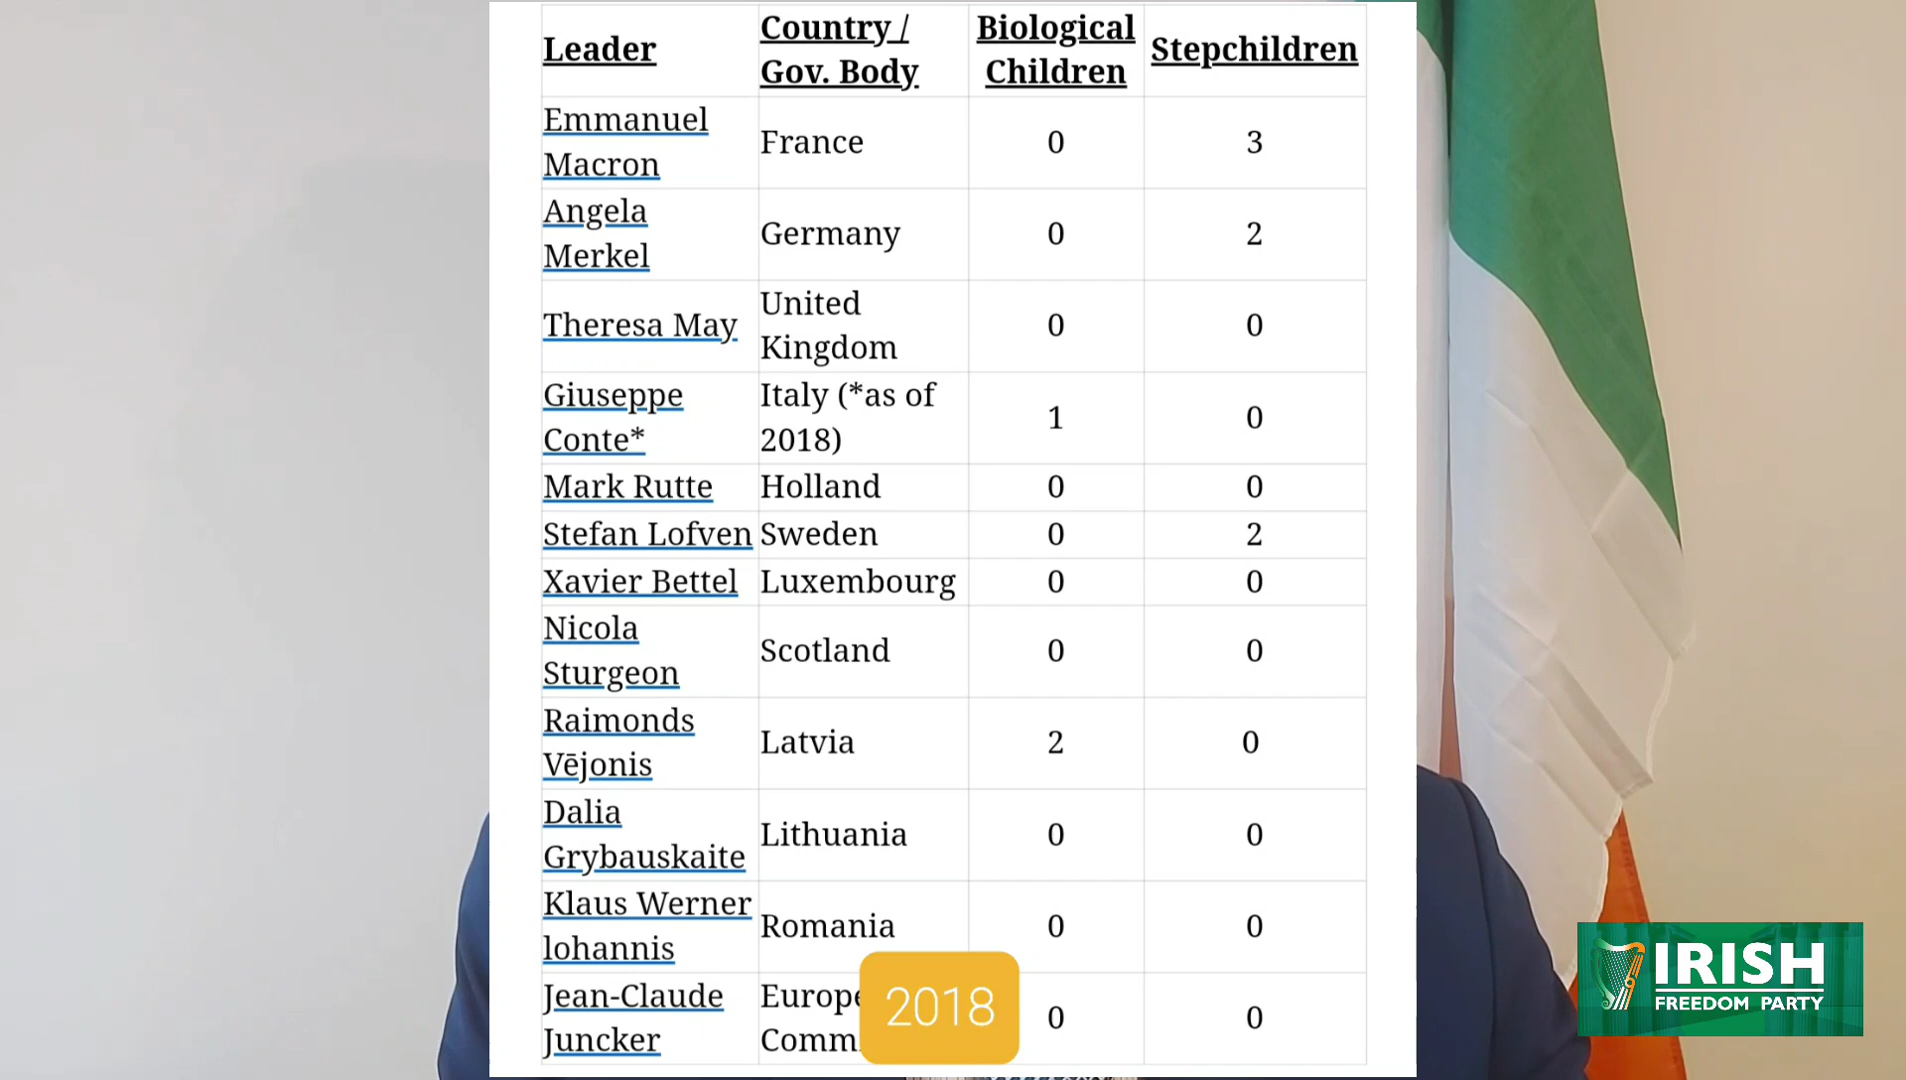 Leader Country / Gov. Body Biological Children Stepchildren
Emmanuel Macron France 0 3
Angela Merkel Germany 0 2
Theresa May United Kingdom 0 0
Giuseppe Conte* Italy (*as of 2018) 1 0
Mark Rutte Holland 0 0
Stefan Lofven Sweden 0 2
Xavier Bettel Luxembourg 0 0
Nicola Sturgeon Scotland 0 0
Raimonds Vējonis Latvia 2 0
Dalia Grybauskaite Lithuania 0 0
Klaus Werner lohannis Romania 0 0
Jean-Claude Juncker 0 0
2018
IRISH
FREEDOM PARTY